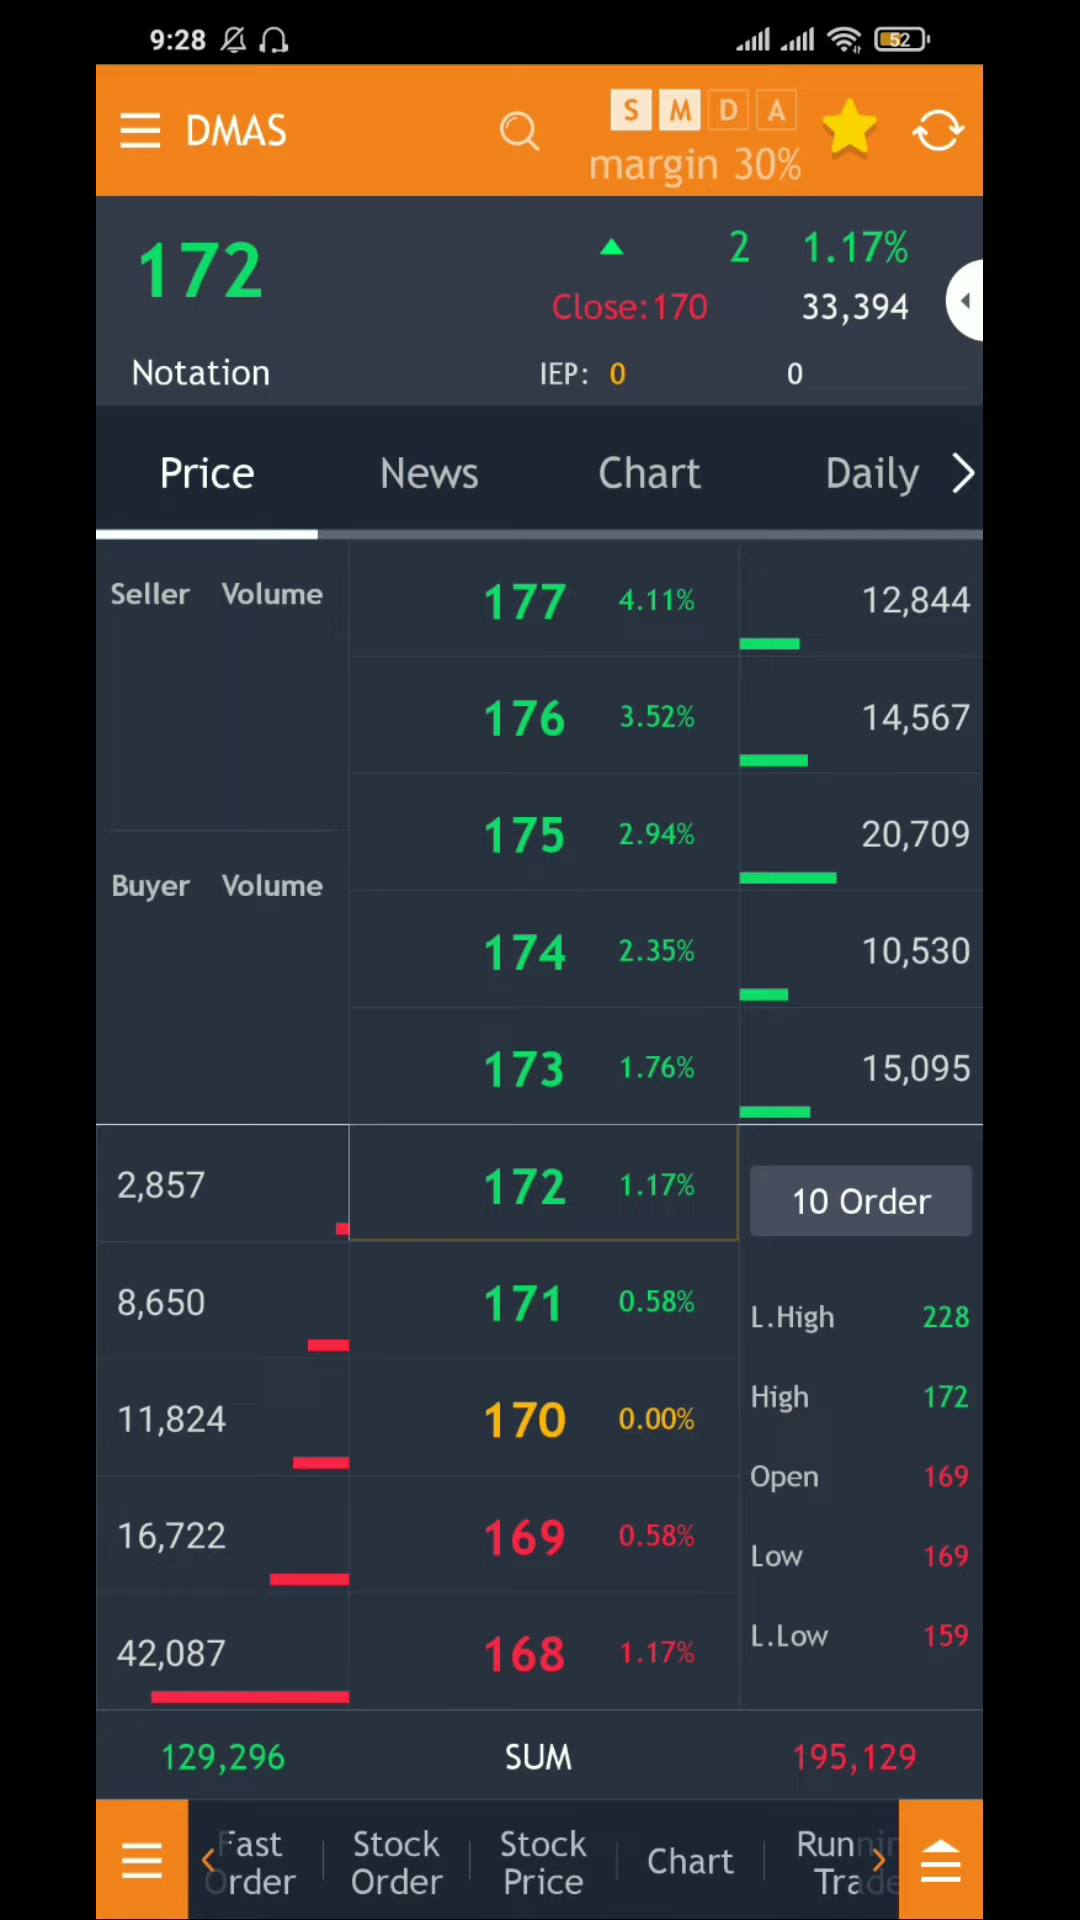 9:28 52
DMAS S M D A
margin 30%
172 2 1.17%
Close:170 33,394
Notation IEP: 0 0
Price News Chart Daily
Seller Volume 177 4.11% 12,844
176 3.52% 14,567
175 2.94% 20,709
Buyer Volume
174 2.35% 10,530
173 1.76% 15,095
2,857 172 1.17% 10 Order
8,650 171 0.58%
L.High 228
High 172
11,824 170 0.00%
Open 169
16,722 169 0.58%
Low 169
L.Low 159
42,087 168 1.17%
129,296 SUM 195,129
Fast Order
Stock Order
Stock Price
Chart
Running Trade